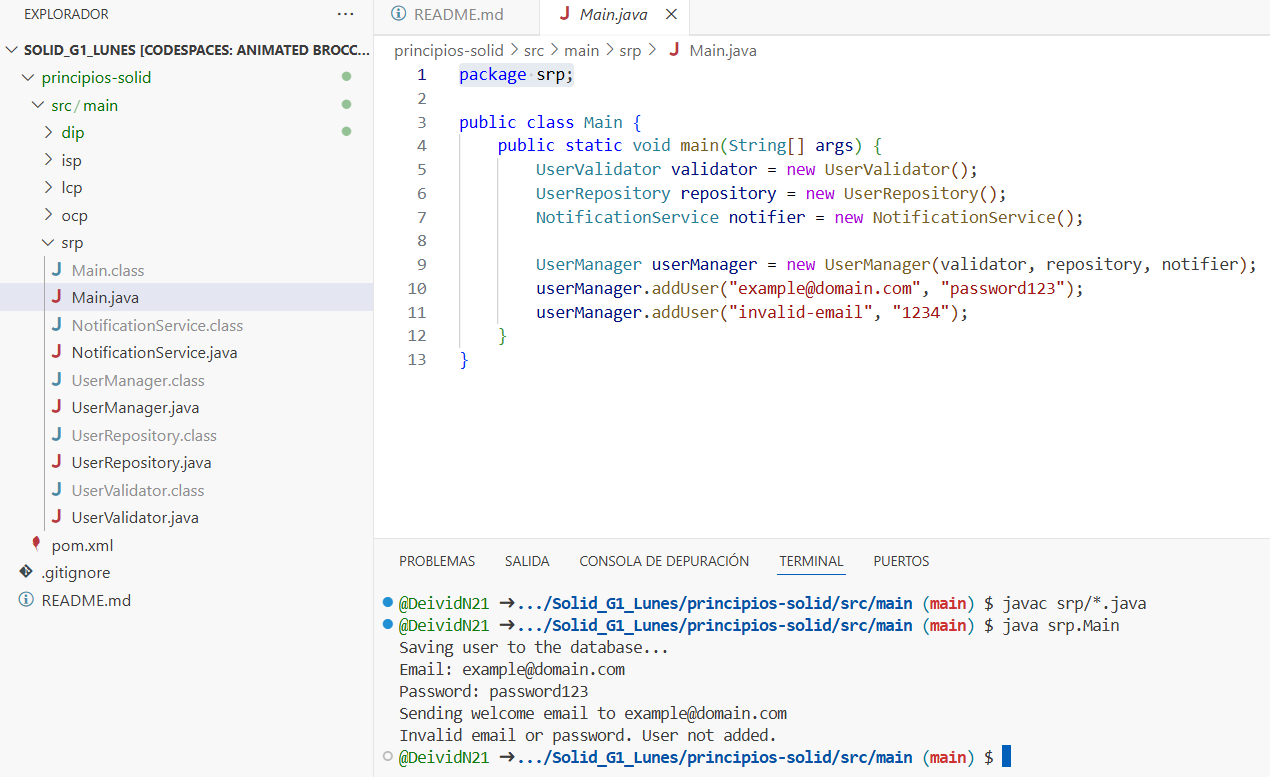 EXPLORADOR ···
SOLID_G1_LUNES [CODESPACES: ANIMATED BROCC...
principios-solid
src/main
dip
isp
lcp
ocp
srp
Main.class
Main.java
NotificationService.class
NotificationService.java
UserManager.class
UserManager.java
UserRepository.class
UserRepository.java
UserValidator.class
UserValidator.java
pom.xml
.gitignore
README.md
README.md
Main.java
principios-solid > src > main > srp > Main.java
1 package srp;
2
3 public class Main {
4 public static void main(String[] args) {
5 UserValidator validator = new UserValidator();
6 UserRepository repository = new UserRepository();
7 NotificationService notifier = new NotificationService();
8
9 UserManager userManager = new UserManager(validator, repository, notifier);
10 userManager.addUser("example@domain.com", "password123");
11 userManager.addUser("invalid-email", "1234");
12 }
13 }
PROBLEMAS SALIDA CONSOLA DE DEPURACIÓN TERMINAL PUERTOS
@DeividN21 ➜.../Solid_G1_Lunes/principios-solid/src/main (main) $ javac srp/*.java
@DeividN21 ➜.../Solid_G1_Lunes/principios-solid/src/main (main) $ java srp.Main
Saving user to the database...
Email: example@domain.com
Password: password123
Sending welcome email to example@domain.com
Invalid email or password. User not added.
@DeividN21 ➜.../Solid_G1_Lunes/principios-solid/src/main (main) $